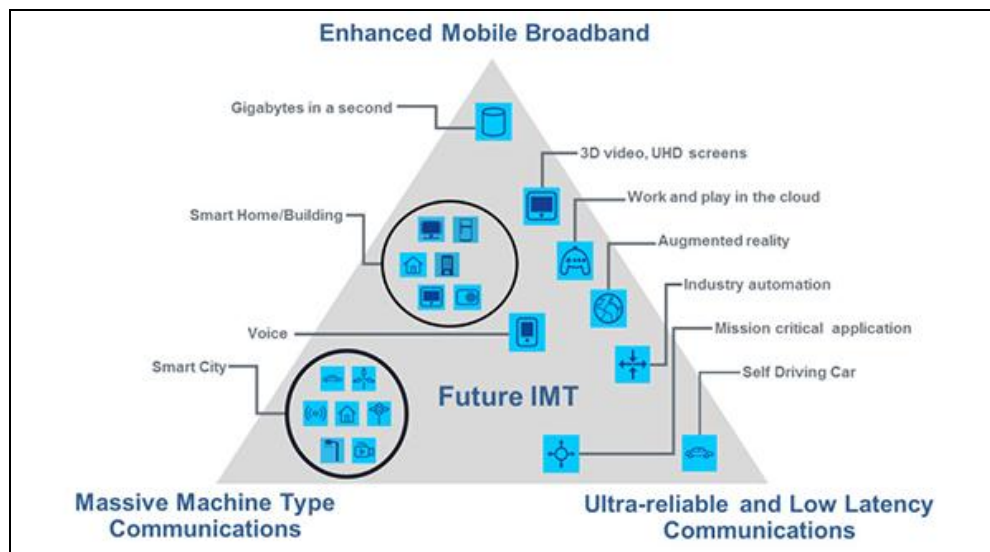 Enhanced Mobile Broadband
Gigabytes in a second
3D video, UHD screens
Work and play in the cloud
Smart Home/Building
Augmented reality
Industry automation
Mission critical application
Voice
Smart City
Self Driving Car
Future IMT
Massive Machine Type
Communications
Ultra-reliable and Low Latency
Communications